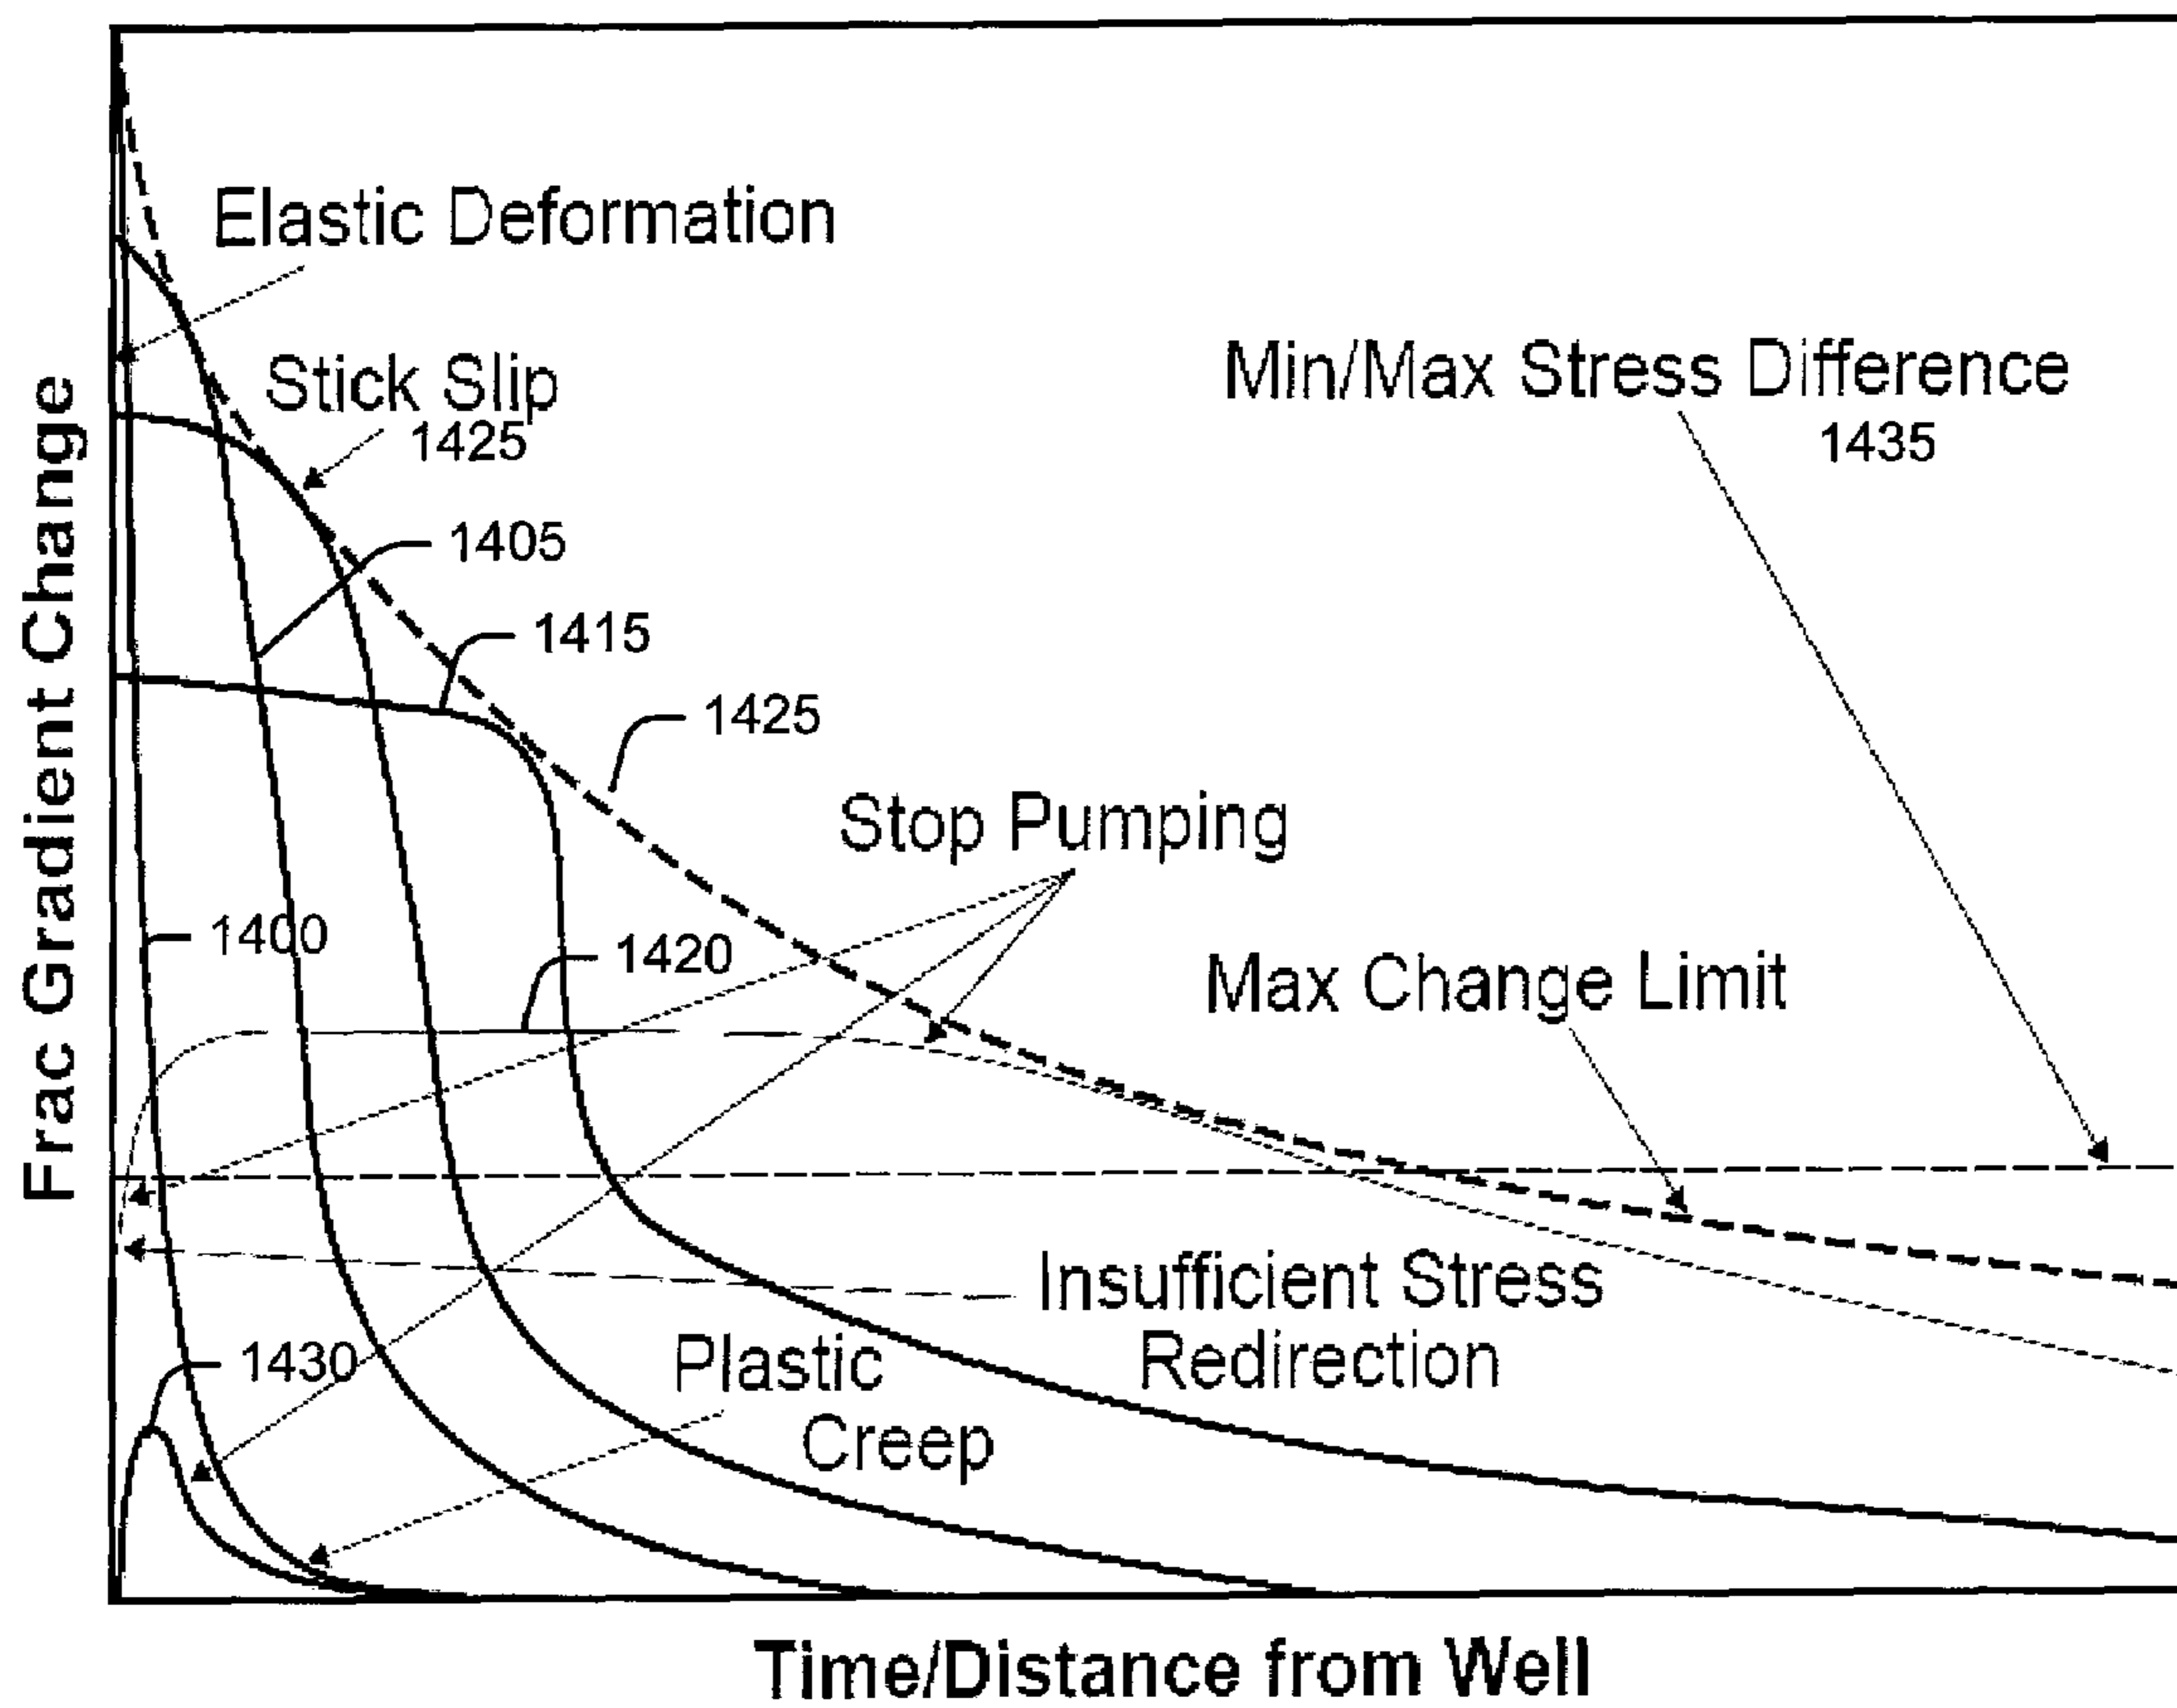 Elastic Deformation
Stick Slip
1425
Min/Max Stress Difference
1435
1405
1415
1425
Stop Pumping
1400
1420
Max Change Limit
Insufficient Stress
Redirection
1430
Plastic
Creep
Frac Gradient Change
Time/Distance from Well